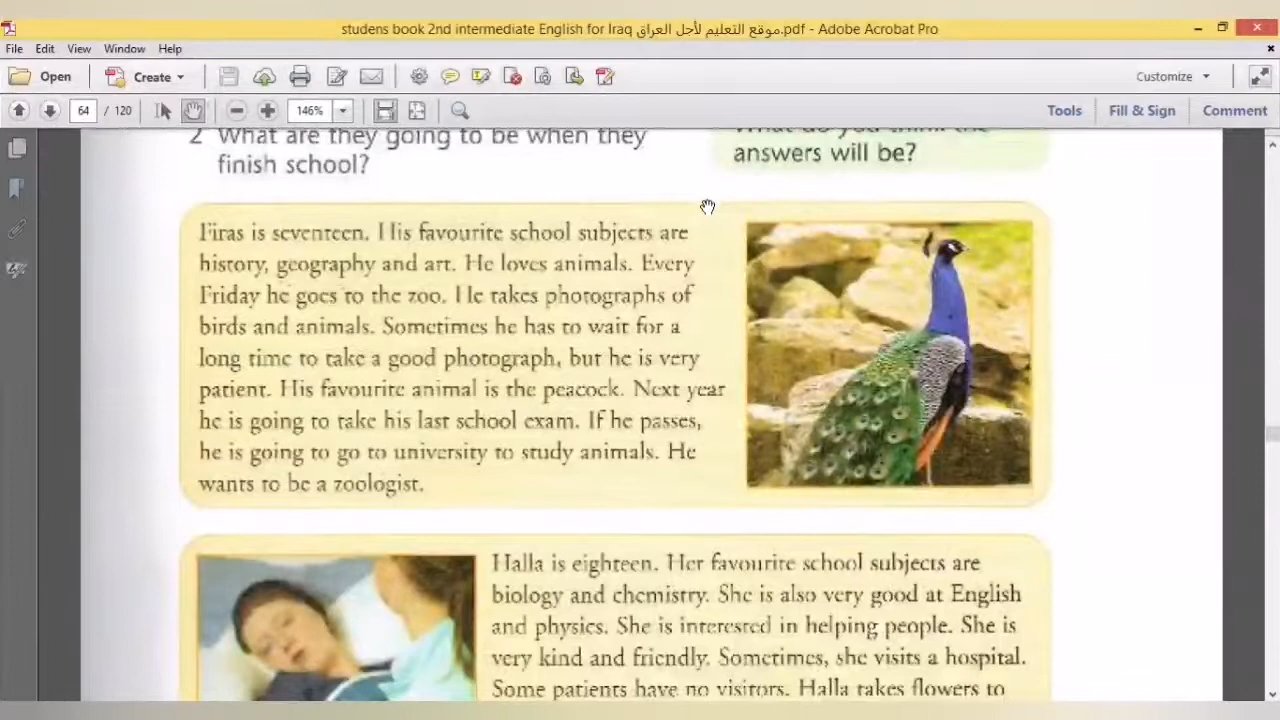 studens book 2nd intermediate English for Iraq موقع التعليم لأجل العراق.pdf - Adobe Acrobat Pro
File Edit View Window Help
Open Create Customize
64 / 120 146% Tools Fill & Sign Comment
2 What are they going to be when they
finish school?
What do you think the
answers will be?
Firas is seventeen. His favourite school subjects are
history, geography and art. He loves animals. Every
Friday he goes to the zoo. He takes photographs of
birds and animals. Sometimes he has to wait for a
long time to take a good photograph, but he is very
patient. His favourite animal is the peacock. Next year
he is going to take his last school exam. If he passes,
he is going to go to university to study animals. He
wants to be a zoologist.
Halla is eighteen. Her favourite school subjects are
biology and chemistry. She is also very good at English
and physics. She is interested in helping people. She is
very kind and friendly. Sometimes, she visits a hospital.
Some patients have no visitors. Halla takes flowers to